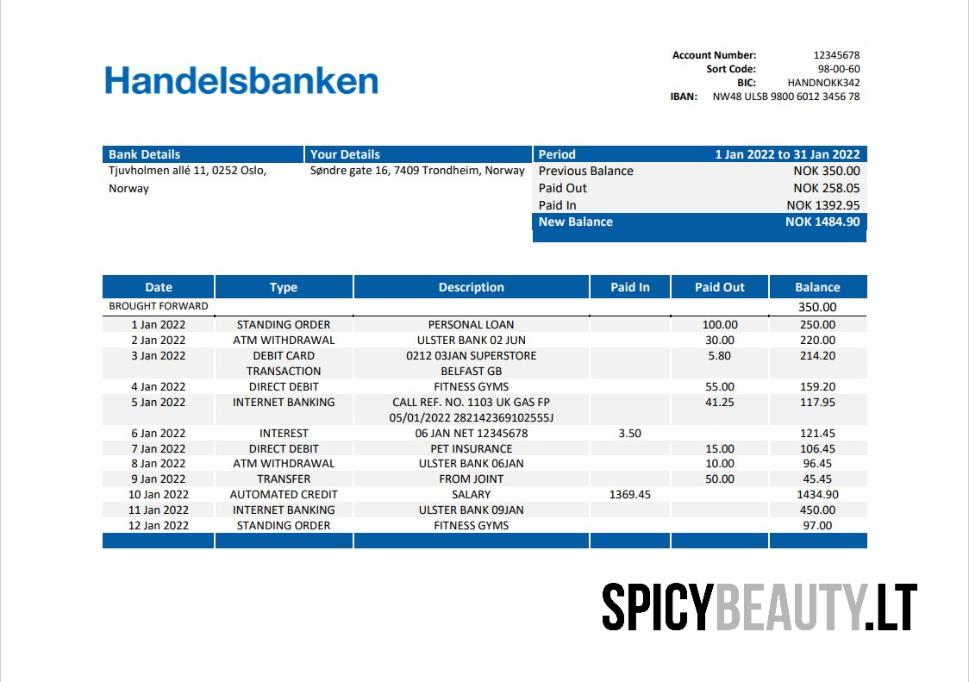 Handelsbanken
Account Number: 12345678
Sort Code: 98-00-60
BIC: HANDNOKK342
IBAN: NW48 ULSB 9800 6012 3456 78
Bank Details Your Details Period 1 Jan 2022 to 31 Jan 2022
Tjuvholmen allé 11, 0252 Oslo, Søndre gate 16, 7409 Trondheim, Norway Previous Balance NOK 350.00
Norway Paid Out NOK 258.05
Paid In NOK 1392.95
New Balance NOK 1484.90
Date Type Description Paid In Paid Out Balance
BROUGHT FORWARD 350.00
1 Jan 2022 STANDING ORDER PERSONAL LOAN 100.00 250.00
2 Jan 2022 ATM WITHDRAWAL ULSTER BANK 02 JUN 30.00 220.00
3 Jan 2022 DEBIT CARD 0212 03JAN SUPERSTORE 5.80 214.20
TRANSACTION BELFAST GB
4 Jan 2022 DIRECT DEBIT FITNESS GYMS 55.00 159.20
5 Jan 2022 INTERNET BANKING CALL REF. NO. 1103 UK GAS FP 41.25 117.95
05/01/2022 282142369102555J
6 Jan 2022 INTEREST 06 JAN NET 12345678 3.50 121.45
7 Jan 2022 DIRECT DEBIT PET INSURANCE 15.00 106.45
8 Jan 2022 ATM WITHDRAWAL ULSTER BANK 06JAN 10.00 96.45
9 Jan 2022 TRANSFER FROM JOINT 50.00 45.45
10 Jan 2022 AUTOMATED CREDIT SALARY 1369.45 1434.90
11 Jan 2022 INTERNET BANKING ULSTER BANK 09JAN 450.00
12 Jan 2022 STANDING ORDER FITNESS GYMS 97.00
SPICYBEAUTY.LT